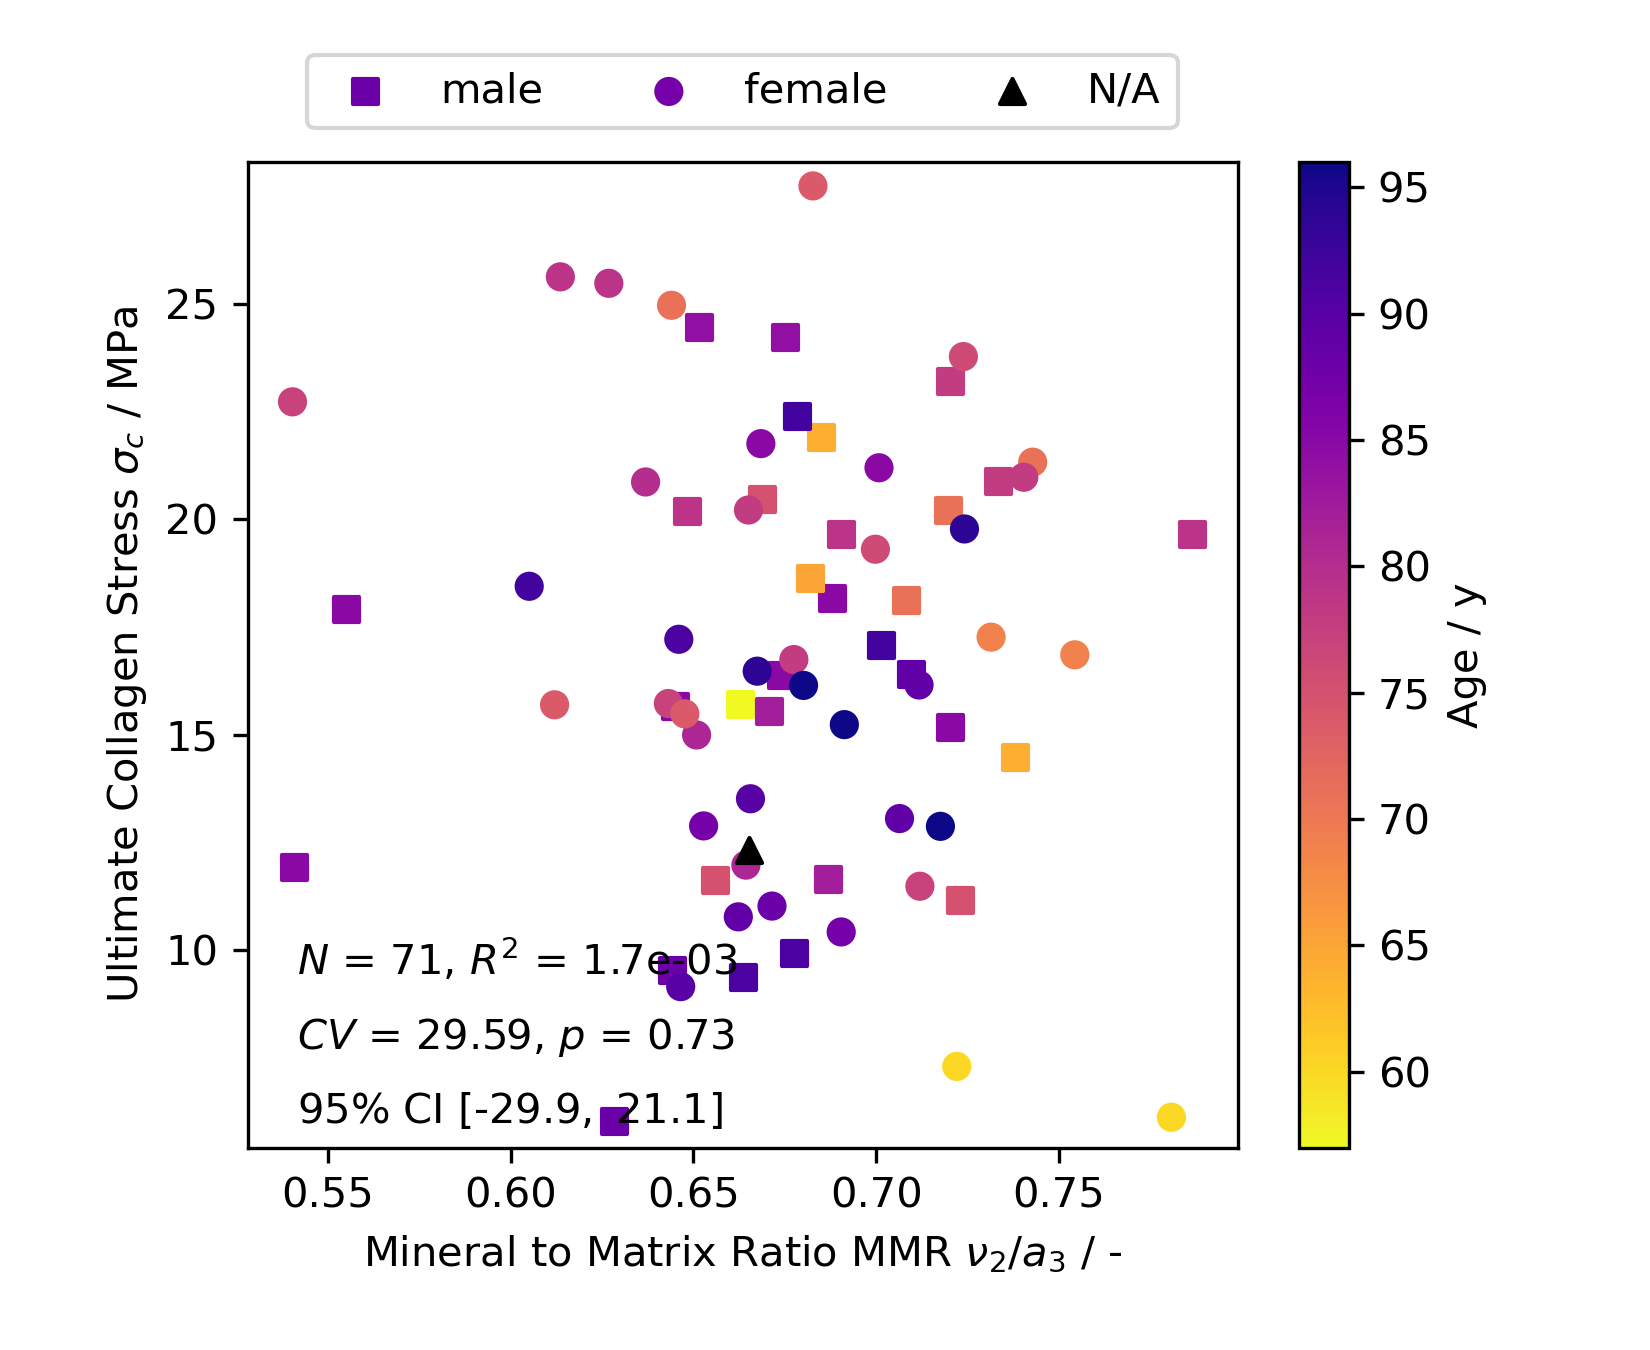 male female N/A
25
20
15
10
Ultimate Collagen Stress σc / MPa
N = 71, R² = 1.7e-03
CV = 29.59, p = 0.73
95% CI [-29.9, 21.1]
0.55 0.60 0.65 0.70 0.75
Mineral to Matrix Ratio MMR ν₂/a₃ / -
95
90
85
80
75
70
65
60
Age / y